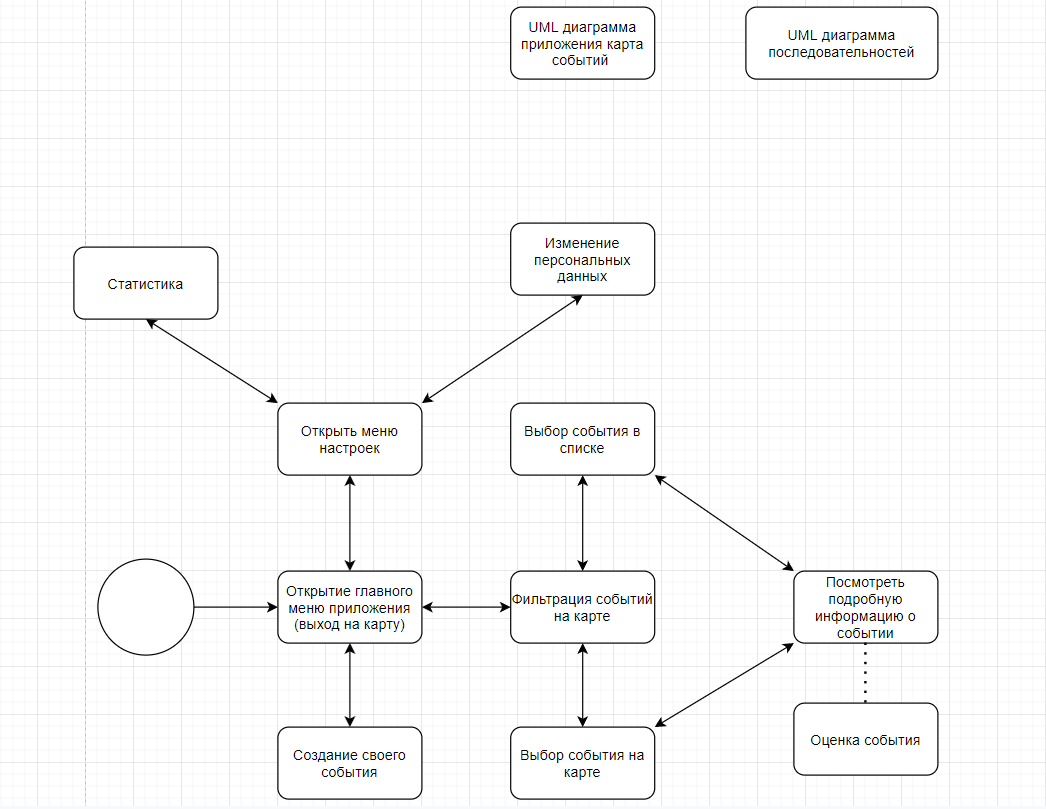 UML диаграмма
приложения карта
событий
UML диаграмма
последовательностей
Статистика
Изменение
персональных
данных
Открыть меню
настроек
Выбор события в
списке
Открытие главного
меню приложения
(выход на карту)
Фильтрация событий
на карте
Посмотреть
подробную
информацию о
событии
Создание своего
события
Выбор события на
карте
Оценка события